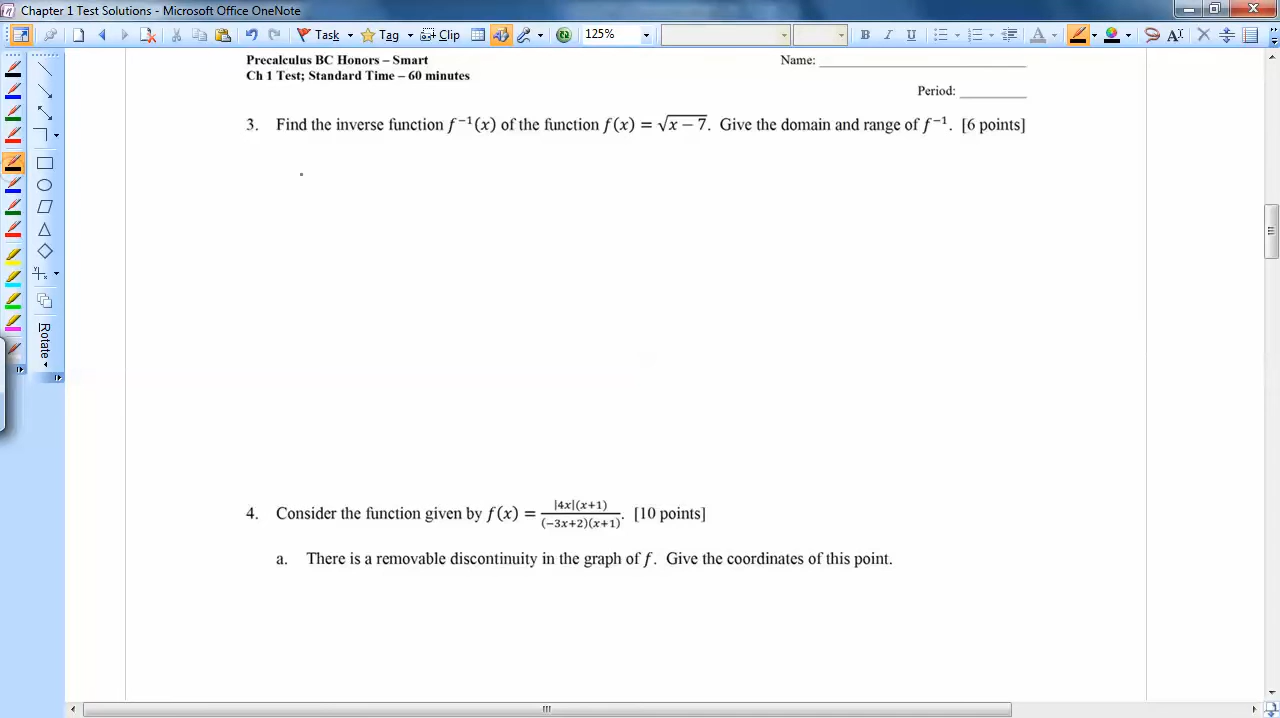 Chapter 1 Test Solutions - Microsoft Office OneNote
Task Tag Clip 125% B I U
Precalculus BC Honors – Smart Name: ____
Ch 1 Test; Standard Time – 60 minutes
Period: ____
3. Find the inverse function f⁻¹(x) of the function f(x) = √(x − 7). Give the domain and range of f⁻¹. [6 points]
Rotate
4. Consider the function given by f(x) = |4x|(x+1)/(−3x+2)(x+1). [10 points]
a. There is a removable discontinuity in the graph of f. Give the coordinates of this point.